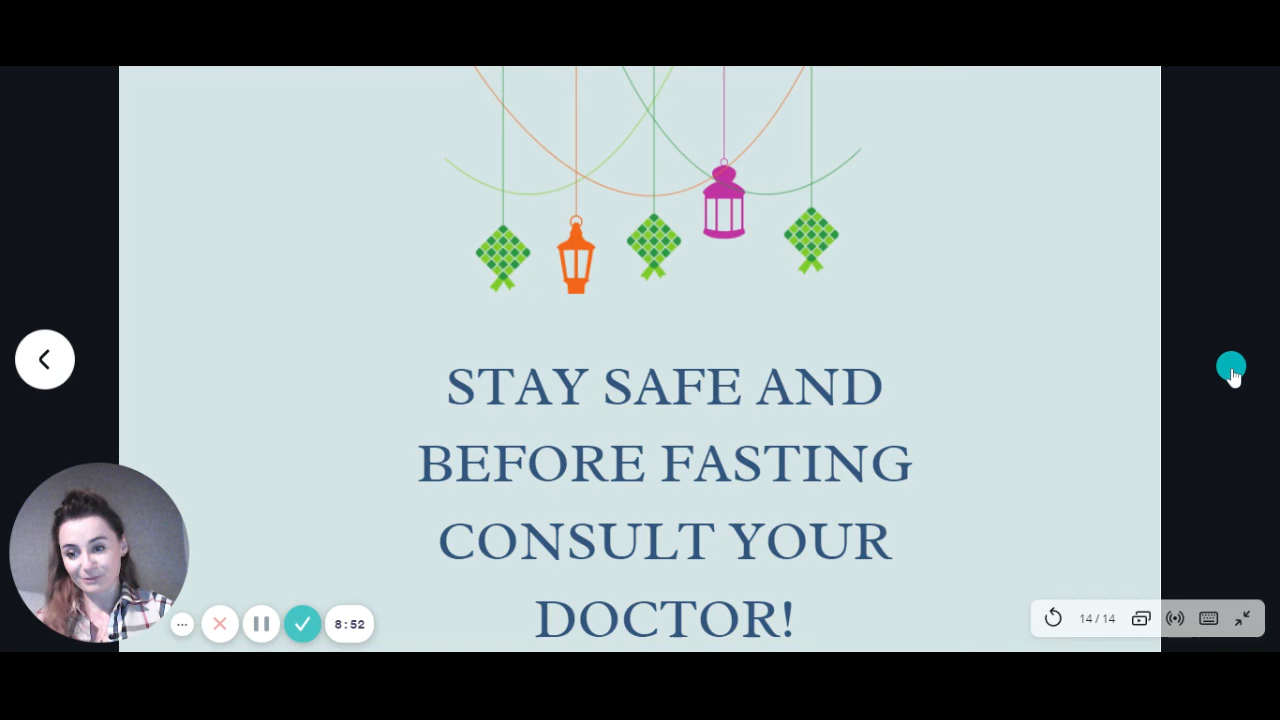 STAY SAFE AND
BEFORE FASTING
CONSULT YOUR
DOCTOR!
8:52
14 / 14